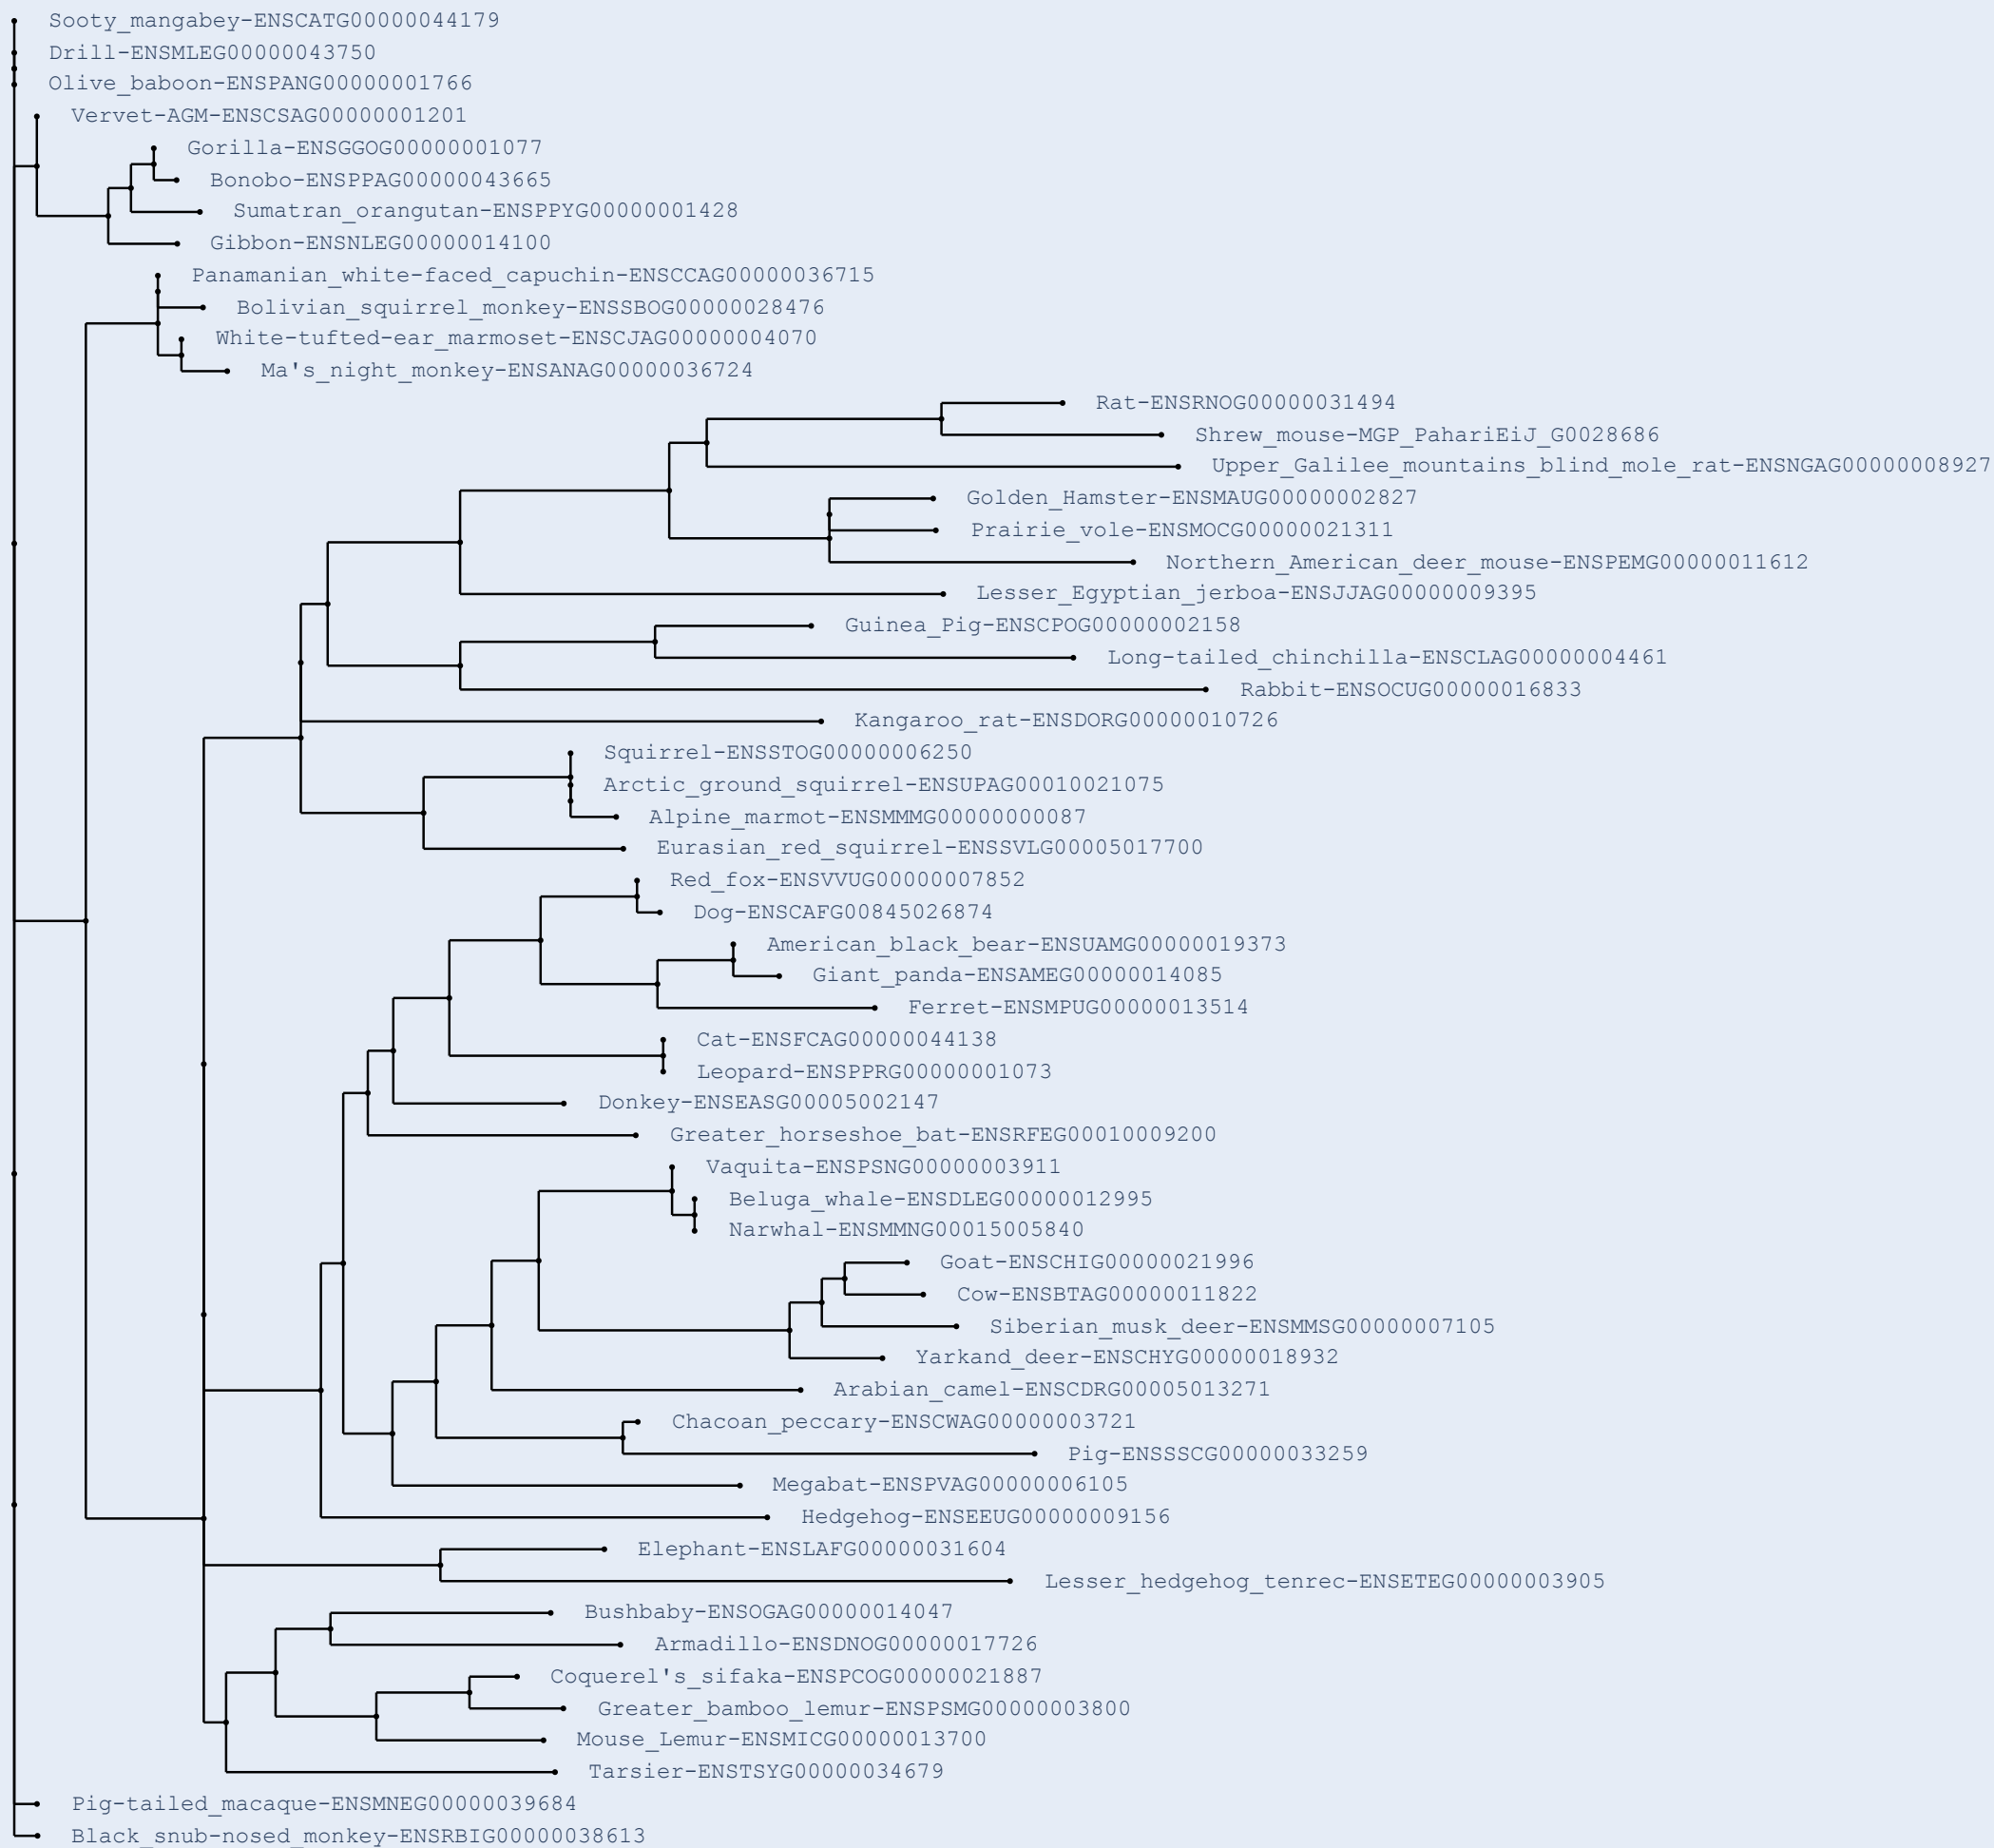 Sooty_mangabey-ENSCATG00000044179
Drill-ENSMLEG00000043750
Olive_baboon-ENSPANG00000001766
Vervet-AGM-ENSCSAG00000001201
Gorilla-ENSGGOG00000001077
Bonobo-ENSPPAG00000043665
Sumatran_orangutan-ENSPPYG00000001428
Gibbon-ENSNLEG00000014100
Panamanian_white-faced_capuchin-ENSCCAG00000036715
Bolivian_squirrel_monkey-ENSSBOG00000028476
White-tufted-ear_marmoset-ENSCJAG00000004070
Ma's_night_monkey-ENSANAG00000036724
Rat-ENSRNOG00000031494
Shrew_mouse-MGP_PahariEiJ_G0028686
Upper_Galilee_mountains_blind_mole_rat-ENSNGAG00000008927
Golden_Hamster-ENSMAUG00000002827
Prairie_vole-ENSMOCG00000021311
Northern_American_deer_mouse-ENSPEMG00000011612
Lesser_Egyptian_jerboa-ENSJJAG00000009395
Guinea_Pig-ENSCPOG00000002158
Long-tailed_chinchilla-ENSCLAG00000004461
Rabbit-ENSOCUG00000016833
Kangaroo_rat-ENSDORG00000010726
Squirrel-ENSSTOG00000006250
Arctic_ground_squirrel-ENSUPAG00010021075
Alpine_marmot-ENSMMMG00000000087
Eurasian_red_squirrel-ENSSVLG00005017700
Red_fox-ENSVVUG00000007852
Dog-ENSCAFG00845026874
American_black_bear-ENSUAMG00000019373
Giant_panda-ENSAMEG00000014085
Ferret-ENSMPUG00000013514
Cat-ENSFCAG00000044138
Leopard-ENSPPRG00000001073
Donkey-ENSEASG00005002147
Greater_horseshoe_bat-ENSRFEG00010009200
Vaquita-ENSPSNG00000003911
Beluga_whale-ENSDLEG00000012995
Narwhal-ENSMMNG00015005840
Goat-ENSCHIG00000021996
Cow-ENSBTAG00000011822
Siberian_musk_deer-ENSMMSG00000007105
Yarkand_deer-ENSCHYG00000018932
Arabian_camel-ENSCDRG00005013271
Chacoan_peccary-ENSCWAG00000003721
Pig-ENSSSCG00000033259
Megabat-ENSPVAG00000006105
Hedgehog-ENSEEUG00000009156
Elephant-ENSLAFG00000031604
Lesser_hedgehog_tenrec-ENSETEG00000003905
Bushbaby-ENSOGAG00000014047
Armadillo-ENSDNOG00000017726
Coquerel's_sifaka-ENSPCOG00000021887
Greater_bamboo_lemur-ENSPSMG00000003800
Mouse_Lemur-ENSMICG00000013700
Tarsier-ENSTSYG00000034679
Pig-tailed_macaque-ENSMNEG00000039684
Black_snub-nosed_monkey-ENSRBIG00000038613